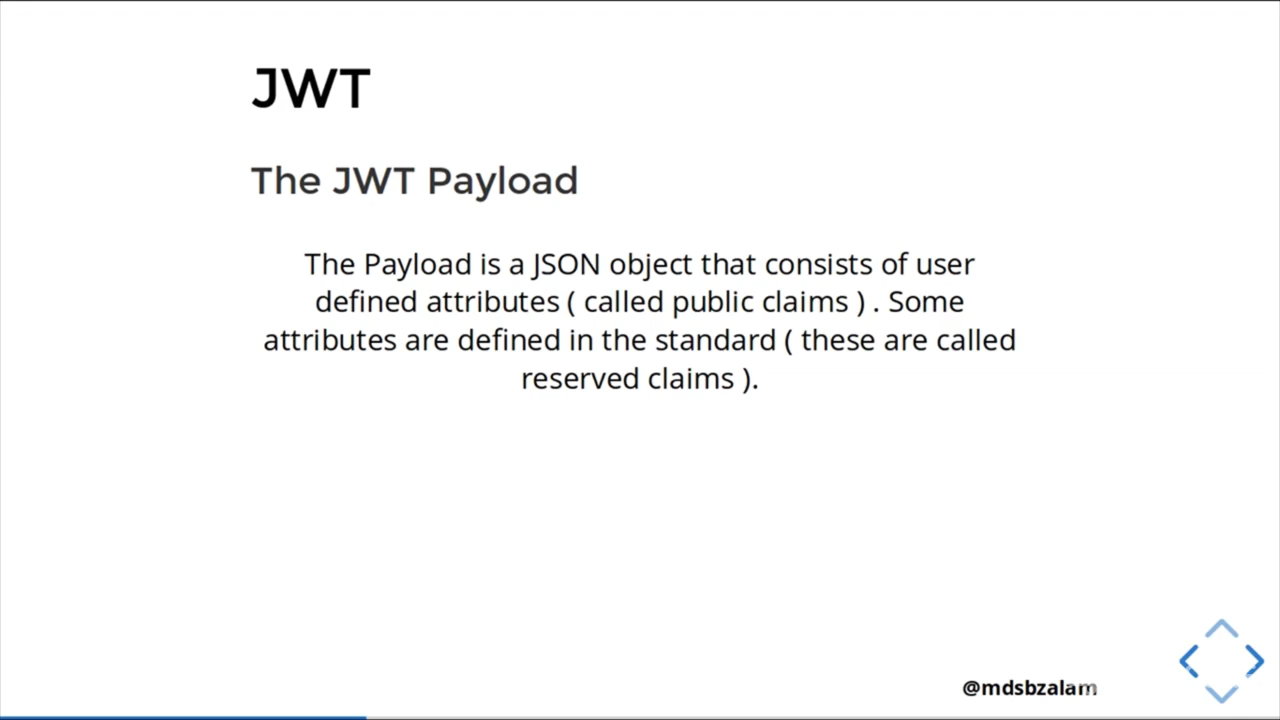 JWT
The JWT Payload
The Payload is a JSON object that consists of user
defined attributes ( called public claims ) . Some
attributes are defined in the standard ( these are called
reserved claims ).
@mdsbzalam